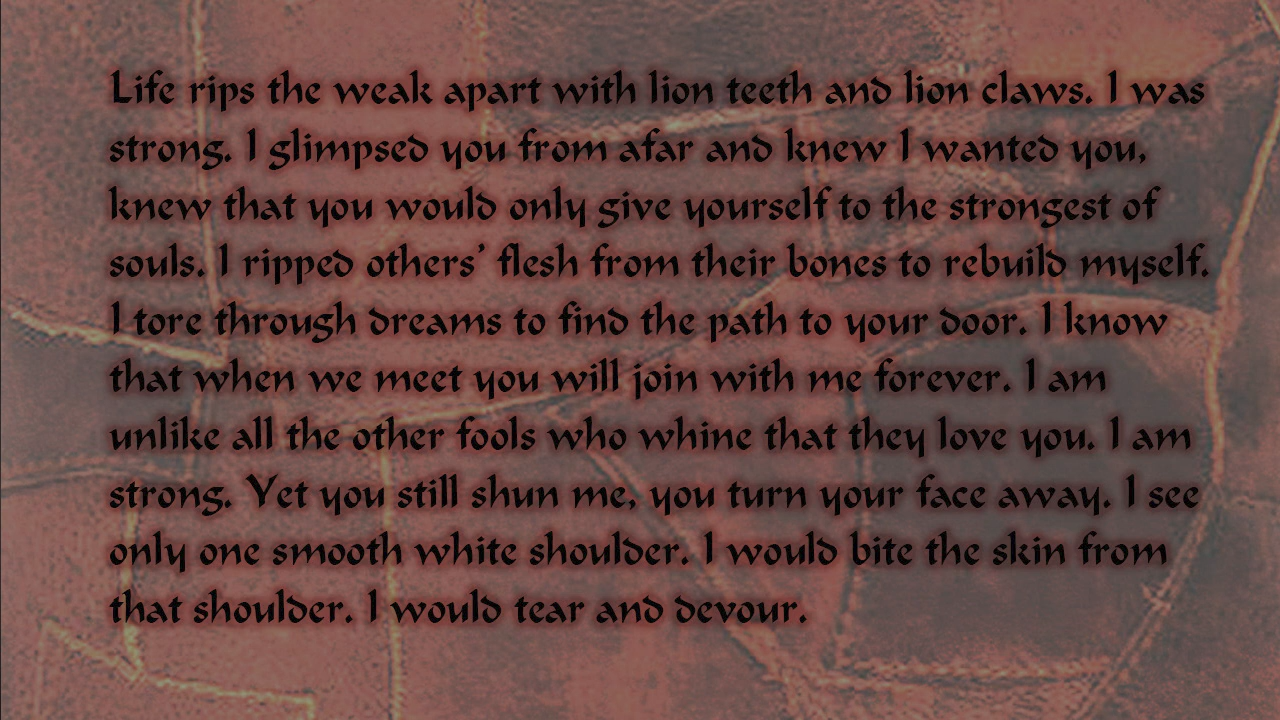 Life rips the weak apart with lion teeth and lion claws. I was
strong. I glimpsed you from afar and knew I wanted you,
knew that you would only give yourself to the strongest of
souls. I ripped others' flesh from their bones to rebuild myself.
I tore through dreams to find the path to your door. I know
that when we meet you will join with me forever. I am
unlike all the other fools who whine that they love you. I am
strong. Yet you still shun me, you turn your face away. I see
only one smooth white shoulder. I would bite the skin from
that shoulder. I would tear and devour.